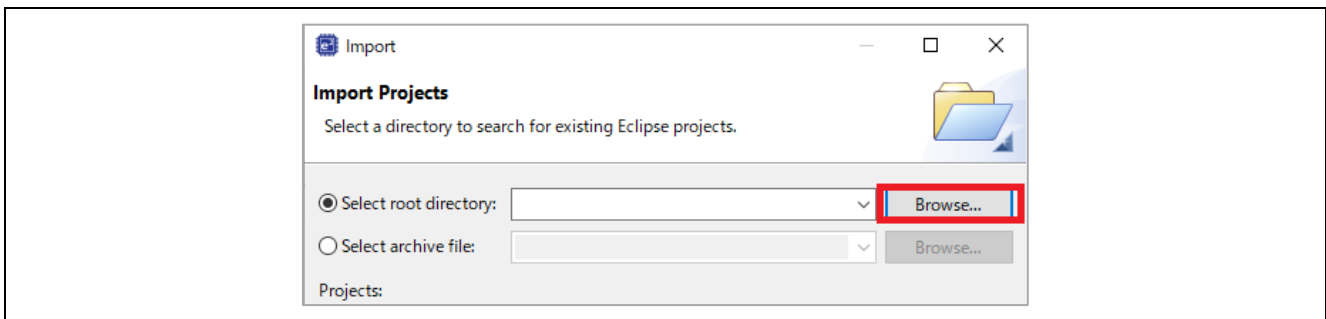 Import
Import Projects
Select a directory to search for existing Eclipse projects.
Select root directory: Browse...
Select archive file: Browse...
Projects: